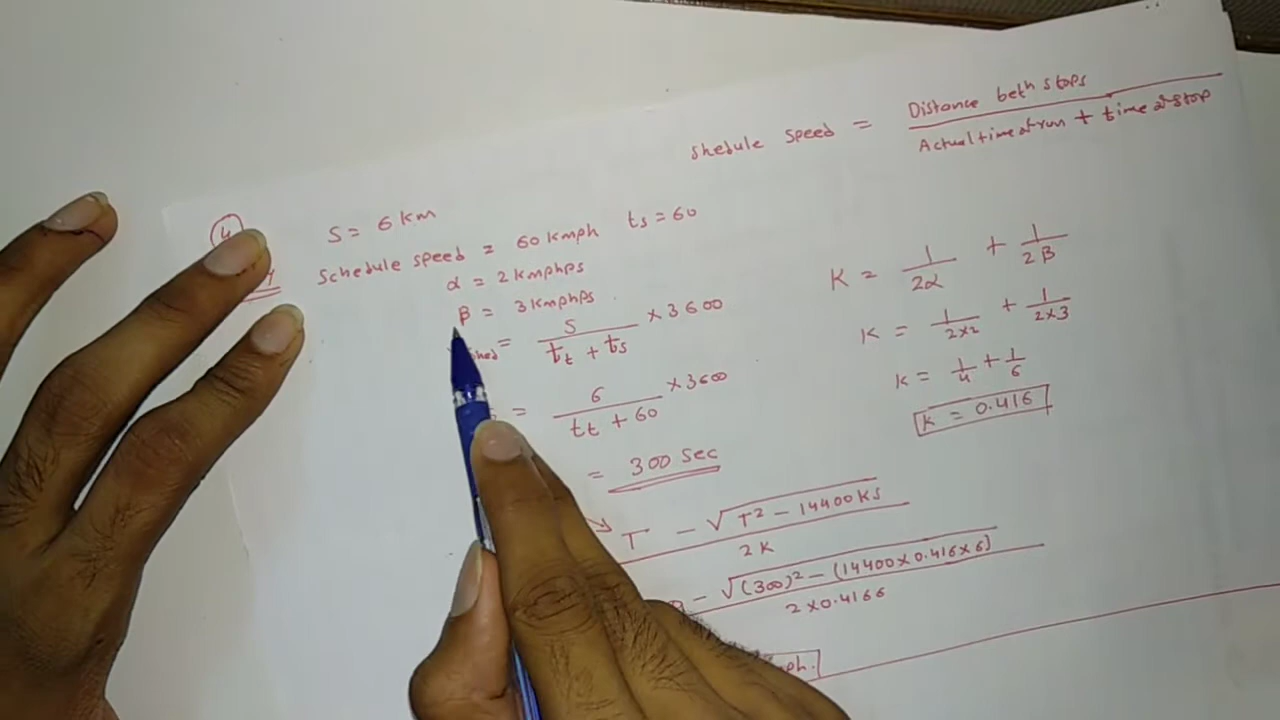 Shedule speed = Distance betn stops / Actual time of run + time of stop
4
S = 6 km
Schedule speed = 60 kmph ts = 60
α = 2 kmphps
β = 3 kmphps
= S / tt + ts × 3600
= 6 / tt + 60 × 3600
= 300 sec
T - √T² - 14400 KS / 2K
- √(300)² - (14400 × 0.416 × 6) / 2 × 0.4166
K = 1/2α + 1/2β
K = 1/2×2 + 1/2×3
K = 1/4 + 1/6
K = 0.416